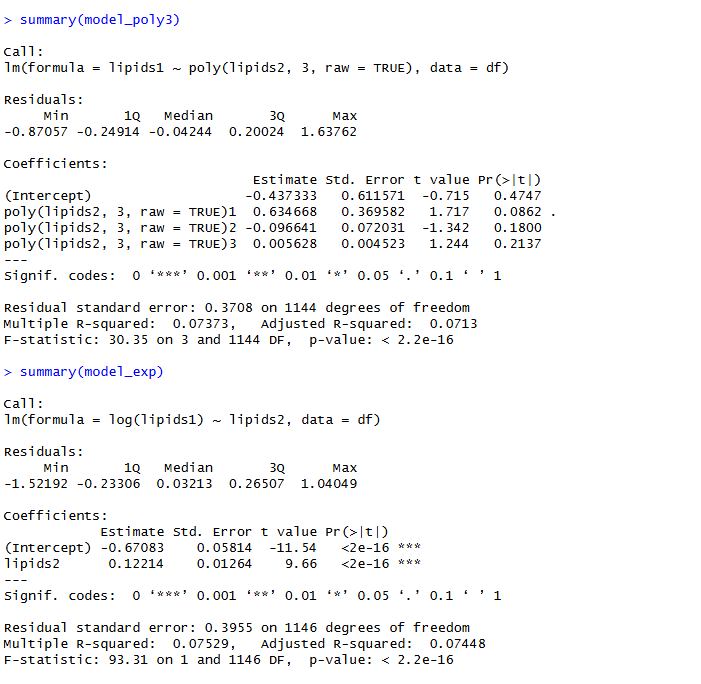 > summary(model_poly3)
Call:
lm(formula = lipids1 ~ poly(lipids2, 3, raw = TRUE), data = df)
Residuals:
     Min       1Q   Median       3Q      Max
-0.87057 -0.24914 -0.04244  0.20024  1.63762
Coefficients:
                               Estimate Std. Error t value Pr(>|t|)
(Intercept)                   -0.437333   0.611571  -0.715   0.4747
poly(lipids2, 3, raw = TRUE)1  0.634668   0.369582   1.717   0.0862 .
poly(lipids2, 3, raw = TRUE)2 -0.096641   0.072031  -1.342   0.1800
poly(lipids2, 3, raw = TRUE)3  0.005628   0.004523   1.244   0.2137
---
Signif. codes:  0 ‘***’ 0.001 ‘**’ 0.01 ‘*’ 0.05 ‘.’ 0.1 ‘ ’ 1
Residual standard error: 0.3708 on 1144 degrees of freedom
Multiple R-squared:  0.07373,   Adjusted R-squared:  0.0713
F-statistic: 30.35 on 3 and 1144 DF,  p-value: < 2.2e-16
> summary(model_exp)
Call:
lm(formula = log(lipids1) ~ lipids2, data = df)
Residuals:
     Min       1Q   Median       3Q      Max
-1.52192 -0.23306  0.03213  0.26507  1.04049
Coefficients:
            Estimate Std. Error t value Pr(>|t|)
(Intercept) -0.67083    0.05814  -11.54   <2e-16 ***
lipids2      0.12214    0.01264    9.66   <2e-16 ***
---
Signif. codes:  0 ‘***’ 0.001 ‘**’ 0.01 ‘*’ 0.05 ‘.’ 0.1 ‘ ’ 1
Residual standard error: 0.3955 on 1146 degrees of freedom
Multiple R-squared:  0.07529,   Adjusted R-squared:  0.07448
F-statistic: 93.31 on 1 and 1146 DF,  p-value: < 2.2e-16